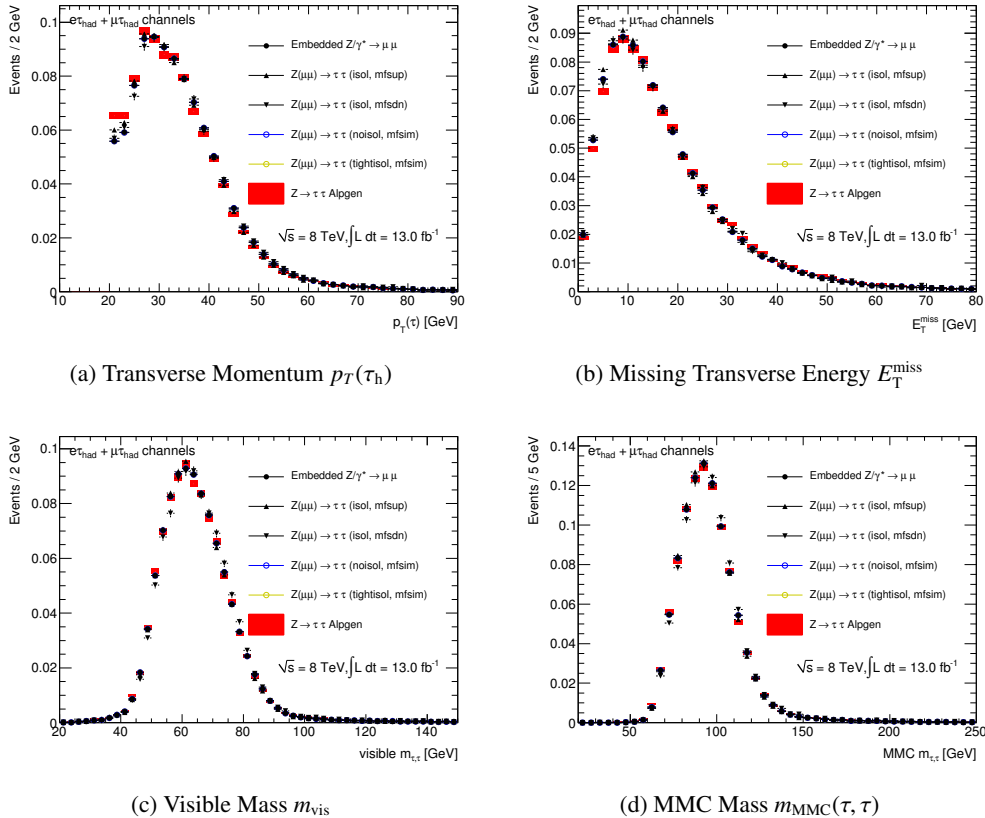 eτhad + μτhad channels
Events / 2 GeV
0.1
0.08
0.06
0.04
0.02
0
Embedded Z/γ* → μ μ
Z(μμ) → τ τ (isol, mfsup)
Z(μμ) → τ τ (isol, mfsdn)
Z(μμ) → τ τ (noisol, mfsim)
Z(μμ) → τ τ (tightisol, mfsim)
Z → τ τ Alpgen
√s = 8 TeV, ∫L dt = 13.0 fb⁻¹
10 20 30 40 50 60 70 80 90
pT(τ) [GeV]
(a) Transverse Momentum pT(τh)
eτhad + μτhad channels
Events / 2 GeV
0.09
0.08
0.07
0.06
0.05
0.04
0.03
0.02
0.01
0
Embedded Z/γ* → μ μ
Z(μμ) → τ τ (isol, mfsup)
Z(μμ) → τ τ (isol, mfsdn)
Z(μμ) → τ τ (noisol, mfsim)
Z(μμ) → τ τ (tightisol, mfsim)
Z → τ τ Alpgen
√s = 8 TeV, ∫L dt = 13.0 fb⁻¹
0 10 20 30 40 50 60 70 80
ETmiss [GeV]
(b) Missing Transverse Energy ETmiss
eτhad + μτhad channels
Events / 2 GeV
0.1
0.08
0.06
0.04
0.02
0
Embedded Z/γ* → μ μ
Z(μμ) → τ τ (isol, mfsup)
Z(μμ) → τ τ (isol, mfsdn)
Z(μμ) → τ τ (noisol, mfsim)
Z(μμ) → τ τ (tightisol, mfsim)
Z → τ τ Alpgen
√s = 8 TeV, ∫L dt = 13.0 fb⁻¹
20 40 60 80 100 120 140
visible mτ,τ [GeV]
(c) Visible Mass mvis
eτhad + μτhad channels
Events / 5 GeV
0.14
0.12
0.1
0.08
0.06
0.04
0.02
0
Embedded Z/γ* → μ μ
Z(μμ) → τ τ (isol, mfsup)
Z(μμ) → τ τ (isol, mfsdn)
Z(μμ) → τ τ (noisol, mfsim)
Z(μμ) → τ τ (tightisol, mfsim)
Z → τ τ Alpgen
√s = 8 TeV, ∫L dt = 13.0 fb⁻¹
50 100 150 200 250
MMC mτ,τ [GeV]
(d) MMC Mass mMMC(τ, τ)